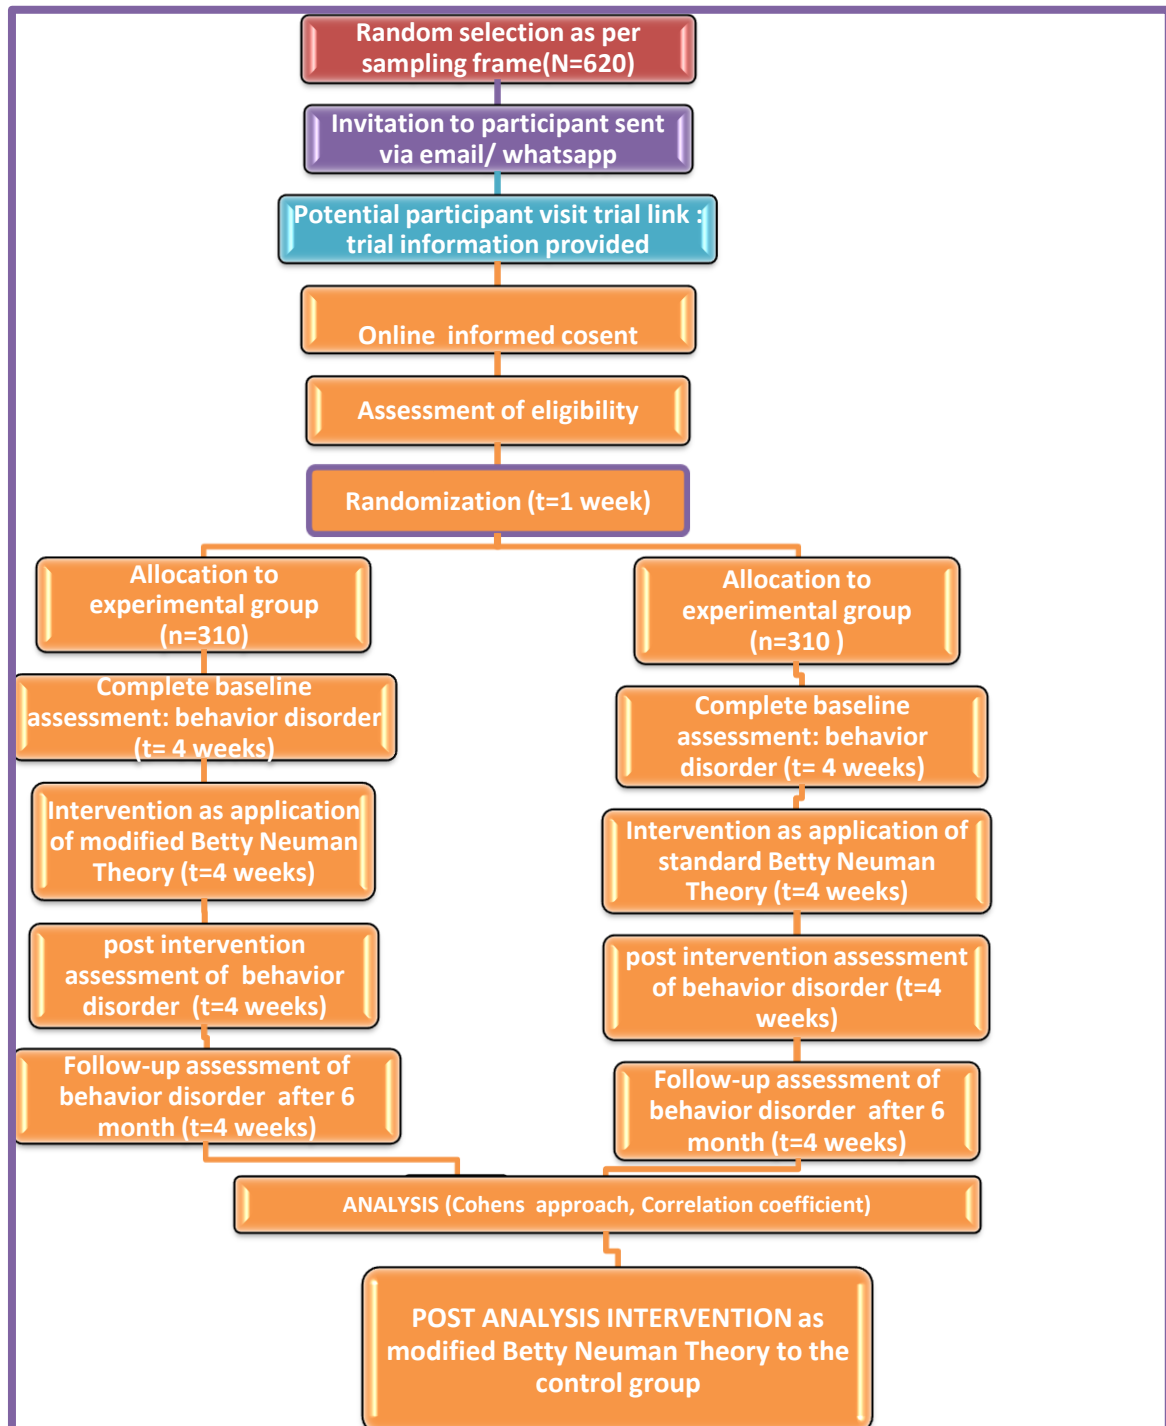 Random selection as per
sampling frame(N=620)
Invitation to participant sent
via email/ whatsapp
Potential participant visit trial link :
trial information provided
Online informed cosent
Assessment of eligibility
Randomization (t=1 week)
Allocation to
experimental group
(n=310)
Complete baseline
assessment: behavior disorder
(t= 4 weeks)
Intervention as application
of modified Betty Neuman
Theory (t=4 weeks)
post intervention
assessment of behavior
disorder (t=4 weeks)
Follow-up assessment of
behavior disorder after 6
month (t=4 weeks)
Allocation to
experimental group
(n=310 )
Complete baseline
assessment: behavior
disorder (t= 4 weeks)
Intervention as application of
standard Betty Neuman
Theory (t=4 weeks)
post intervention assessment
of behavior disorder (t=4
weeks)
Follow-up assessment of
behavior disorder after 6
month (t=4 weeks)
ANALYSIS (Cohens approach, Correlation coefficient)
POST ANALYSIS INTERVENTION as
modified Betty Neuman Theory to the
control group